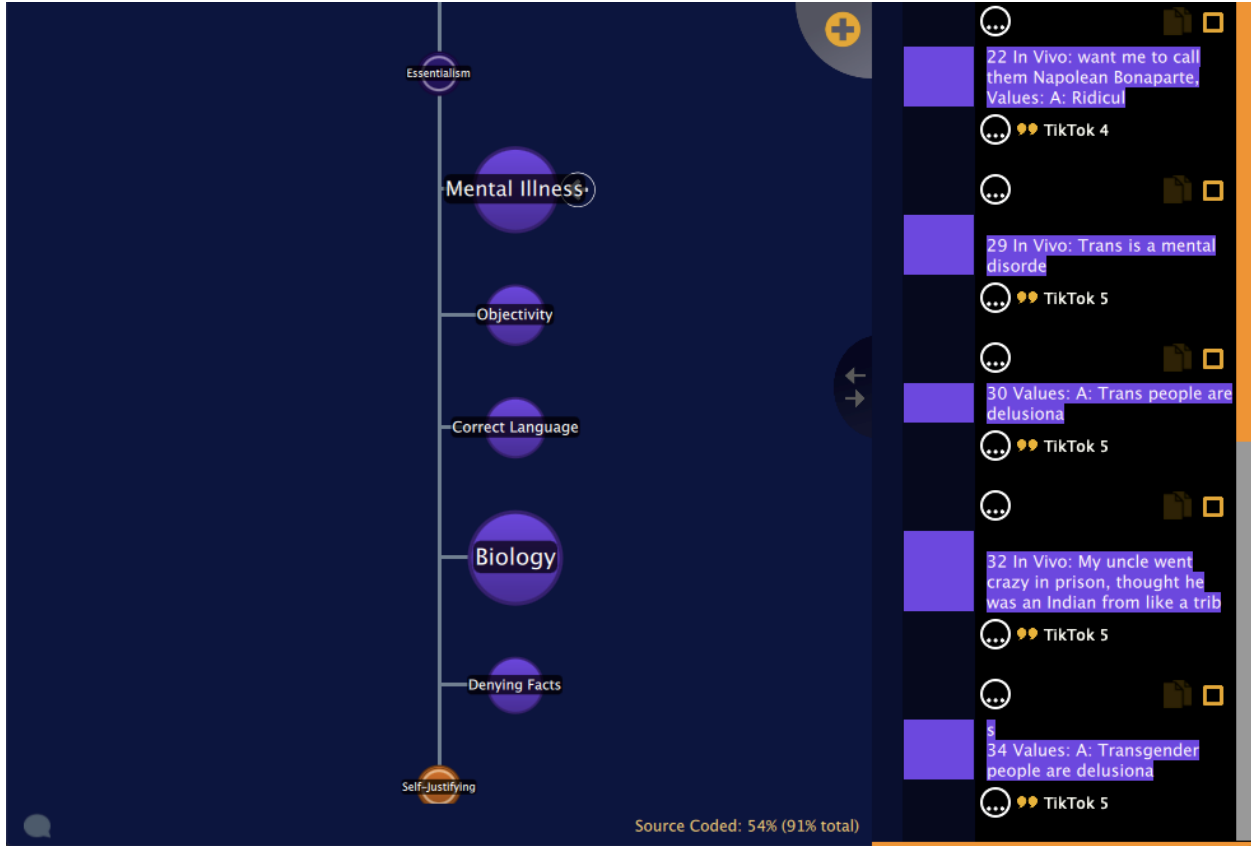 Essentialism
Mental Illness
Objectivity
Correct Language
Biology
Denying Facts
Self-Justifying
Source Coded: 54% (91% total)
22 In Vivo: want me to call
them Napolean Bonaparte,
Values: A: Ridicul
TikTok 4
29 In Vivo: Trans is a mental
disorde
TikTok 5
30 Values: A: Trans people are
delusiona
TikTok 5
32 In Vivo: My uncle went
crazy in prison, thought he
was an Indian from like a trib
TikTok 5
s
34 Values: A: Transgender
people are delusiona
TikTok 5